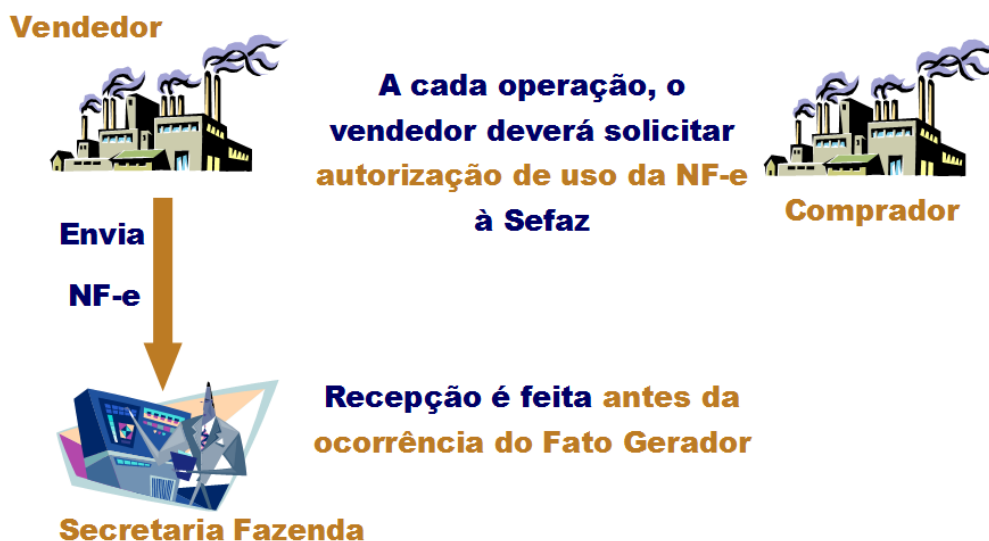 Vendedor
A cada operação, o
vendedor deverá solicitar
autorização de uso da NF-e
à Sefaz
Comprador
Envia
NF-e
Recepção é feita antes da
ocorrência do Fato Gerador
Secretaria Fazenda